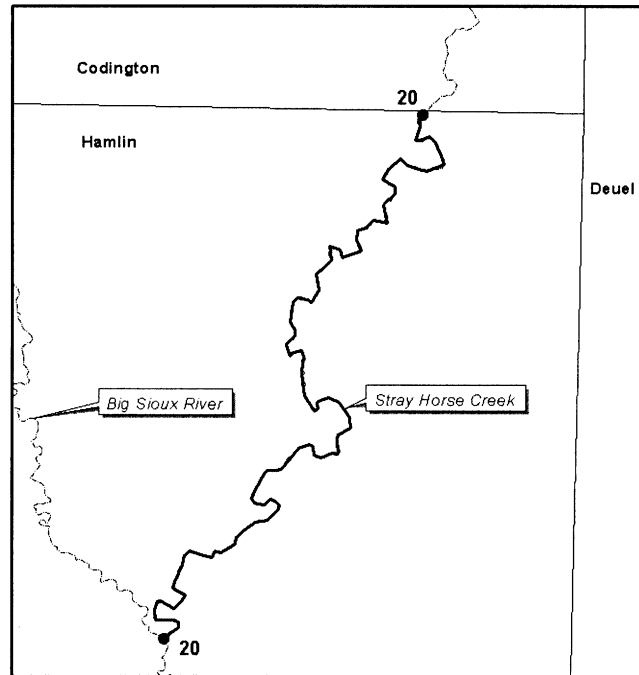 Codington
20
Hamlin
Deuel
Big Sioux River
Stray Horse Creek
20